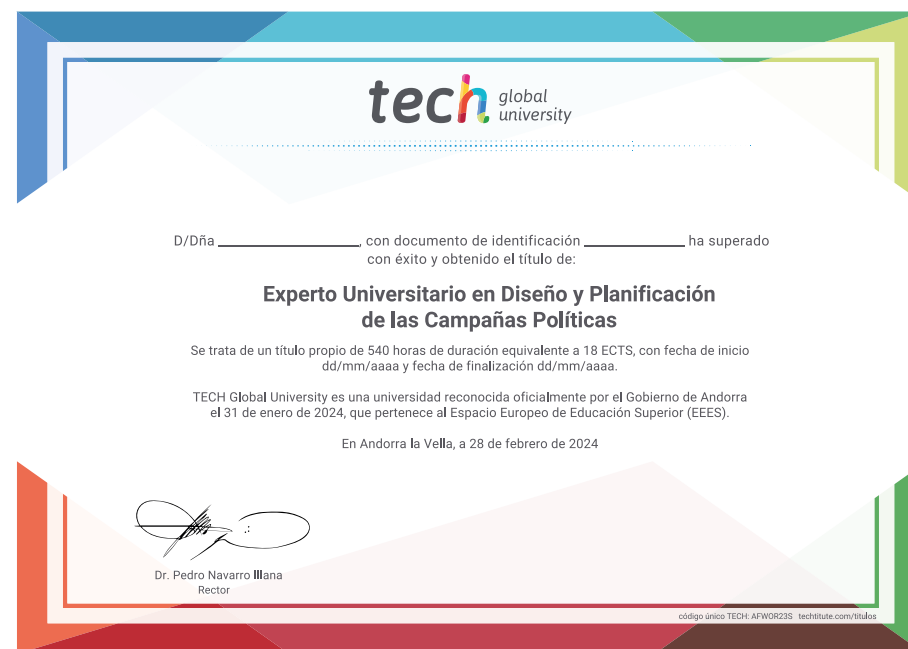 tech global university
D/Dña ____________________, con documento de identificación ______________ ha superado
con éxito y obtenido el título de:
Experto Universitario en Diseño y Planificación
de las Campañas Políticas
Se trata de un título propio de 540 horas de duración equivalente a 18 ECTS, con fecha de inicio
dd/mm/aaaa y fecha de finalización dd/mm/aaaa.
TECH Global University es una universidad reconocida oficialmente por el Gobierno de Andorra
el 31 de enero de 2024, que pertenece al Espacio Europeo de Educación Superior (EEES).
En Andorra la Vella, a 28 de febrero de 2024
Dr. Pedro Navarro Illana
Rector
código único TECH: AFWOR23S techtitute.com/titulos